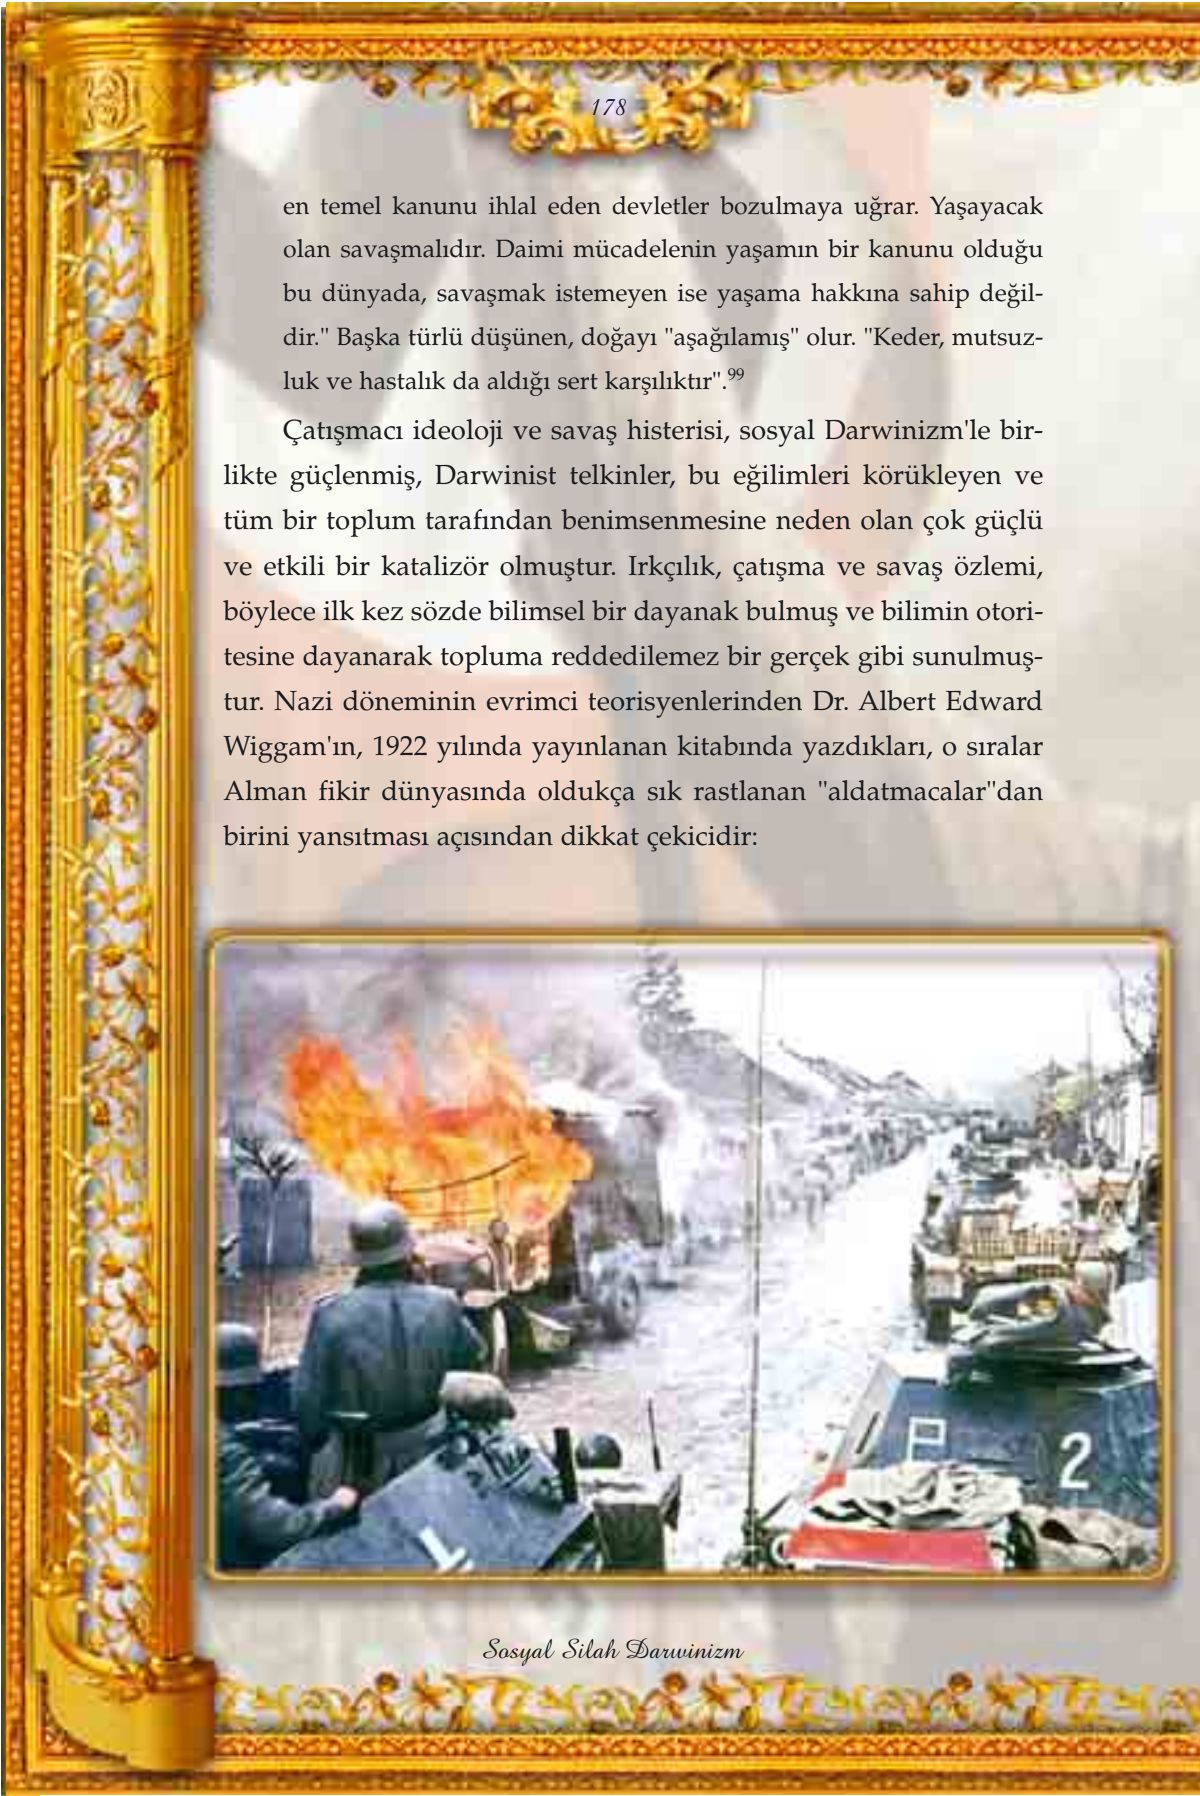 178
en temel kanunu ihlal eden devletler bozulmaya uğrar. Yaşayacak
olan savaşmalıdır. Daimi mücadelenin yaşamın bir kanunu olduğu
bu dünyada, savaşmak istemeyen ise yaşama hakkına sahip değil-
dir." Başka türlü düşünen, doğayı "aşağılamış" olur. "Keder, mutsuz-
luk ve hastalık da aldığı sert karşılıktır".99
Çatışmacı ideoloji ve savaş histerisi, sosyal Darwinizm'le bir-
likte güçlenmiş, Darwinist telkinler, bu eğilimleri körükleyen ve
tüm bir toplum tarafından benimsenmesine neden olan çok güçlü
ve etkili bir katalizör olmuştur. Irkçılık, çatışma ve savaş özlemi,
böylece ilk kez sözde bilimsel bir dayanak bulmuş ve bilimin otori-
tesine dayanarak topluma reddedilemez bir gerçek gibi sunulmuş-
tur. Nazi döneminin evrimci teorisyenlerinden Dr. Albert Edward
Wiggam'ın, 1922 yılında yayınlanan kitabında yazdıkları, o sıralar
Alman fikir dünyasında oldukça sık rastlanan "aldatmacalar"dan
birini yansıtması açısından dikkat çekicidir:
2
Sosyal Silah Darwinizm